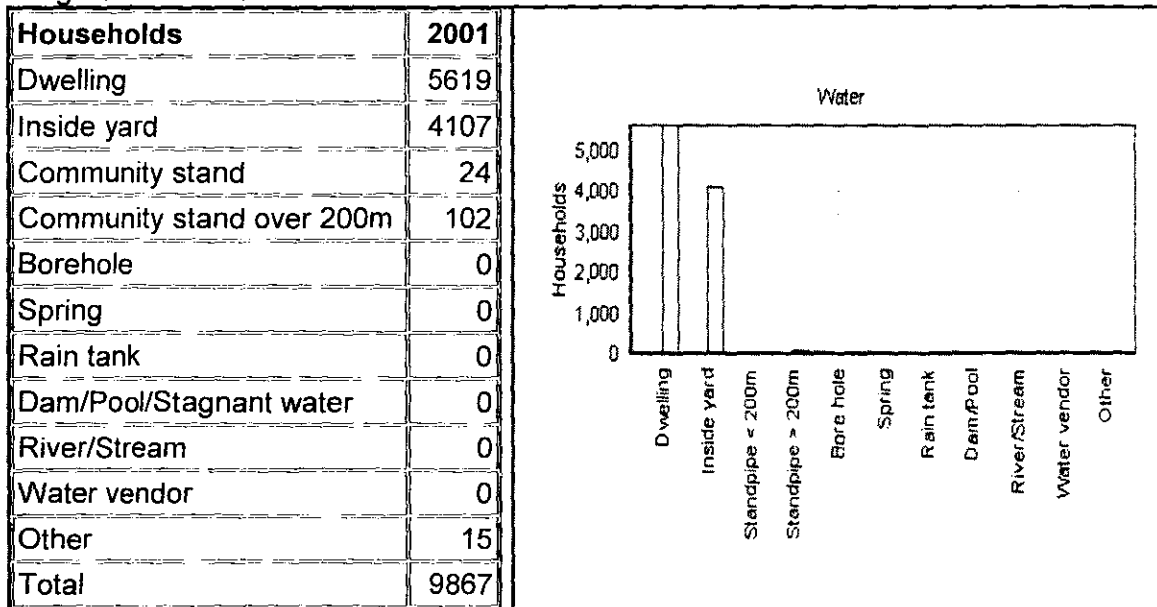 Households 2001
Dwelling 5619
Inside yard 4107
Community stand 24
Community stand over 200m 102
Borehole 0
Spring 0
Rain tank 0
Dam/Pool/Stagnant water 0
River/Stream 0
Water vendor 0
Other 15
Total 9867
Water
Households
5,000
4,000
3,000
2,000
1,000
0
Dwelling
Inside yard
Standpipe < 200m
Standpipe > 200m
Bore hole
Spring
Rain tank
Dam/Pool
River/Stream
Water vendor
Other